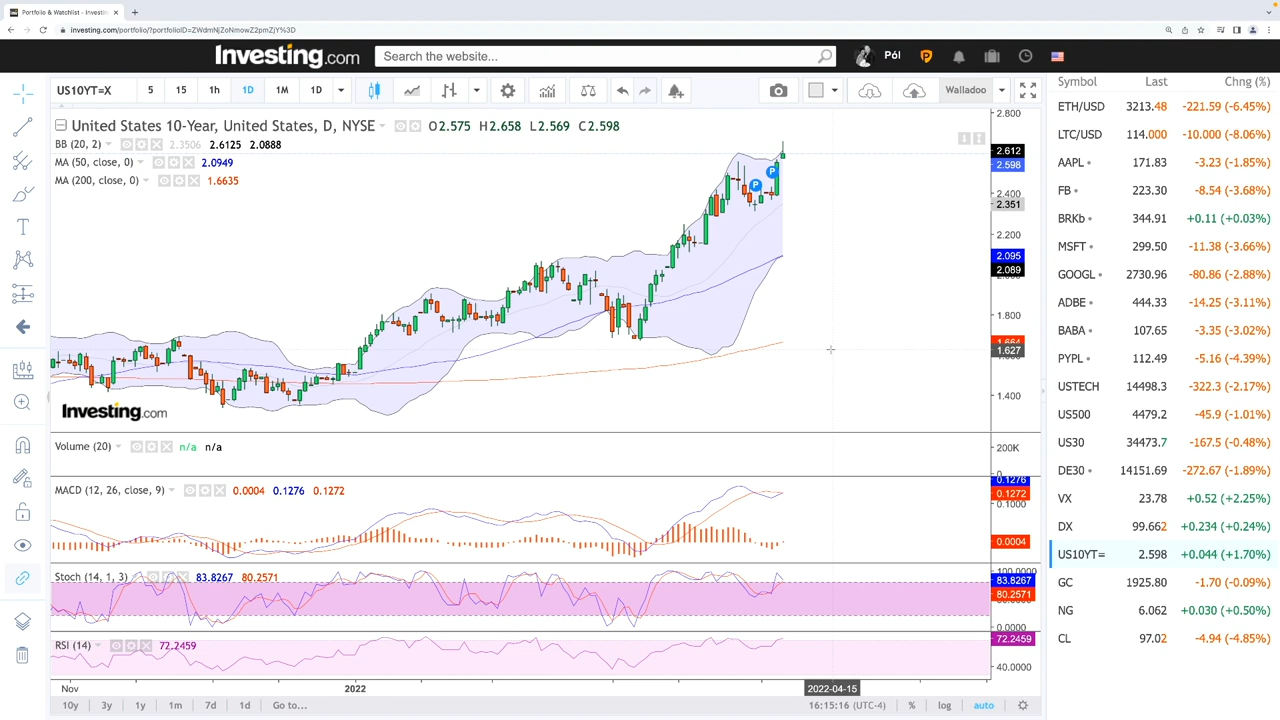 Portfolio & Watchlist - Investin
investing.com/portfolio/?portfolioID=ZWdmNjZoNmowZ2pmZjY%3D
Investing.com Search the website... Pól
US10YT=X 5 15 1h 1D 1M 1D Walladoo
United States 10-Year, United States, D, NYSE O2.575 H2.658 L2.569 C2.598
BB (20, 2) 2.3506 2.6125 2.0888
MA (50, close, 0) 2.0949
MA (200, close, 0) 1.6635
P P
2.800
2.612
2.598
2.400
2.351
2.200
2.095
2.089
1.800
1.664
1.627
1.400
Investing.com
Volume (20) n/a n/a
200K
0
MACD (12, 26, close, 9) 0.0004 0.1276 0.1272
0.1276
0.1272
0.1000
0.0004
Stoch (14, 1, 3) 83.8267 80.2571
100.0000
83.8267
80.2571
0.0000
RSI (14) 72.2459
72.2459
40.0000
Nov 2022 2022-04-15
10y 3y 1y 1m 7d 1d Go to... 16:15:16 (UTC-4) % log auto
Symbol Last Chng (%)
ETH/USD 3213.48 -221.59 (-6.45%)
LTC/USD 114.000 -10.000 (-8.06%)
AAPL 171.83 -3.23 (-1.85%)
FB 223.30 -8.54 (-3.68%)
BRKb 344.91 +0.11 (+0.03%)
MSFT 299.50 -11.38 (-3.66%)
GOOGL 2730.96 -80.86 (-2.88%)
ADBE 444.33 -14.25 (-3.11%)
BABA 107.65 -3.35 (-3.02%)
PYPL 112.49 -5.16 (-4.39%)
USTECH 14498.3 -322.3 (-2.17%)
US500 4479.2 -45.9 (-1.01%)
US30 34473.7 -167.5 (-0.48%)
DE30 14151.69 -272.67 (-1.89%)
VX 23.78 +0.52 (+2.25%)
DX 99.662 +0.234 (+0.24%)
US10YT= 2.598 +0.044 (+1.70%)
GC 1925.80 -1.70 (-0.09%)
NG 6.062 +0.030 (+0.50%)
CL 97.02 -4.94 (-4.85%)